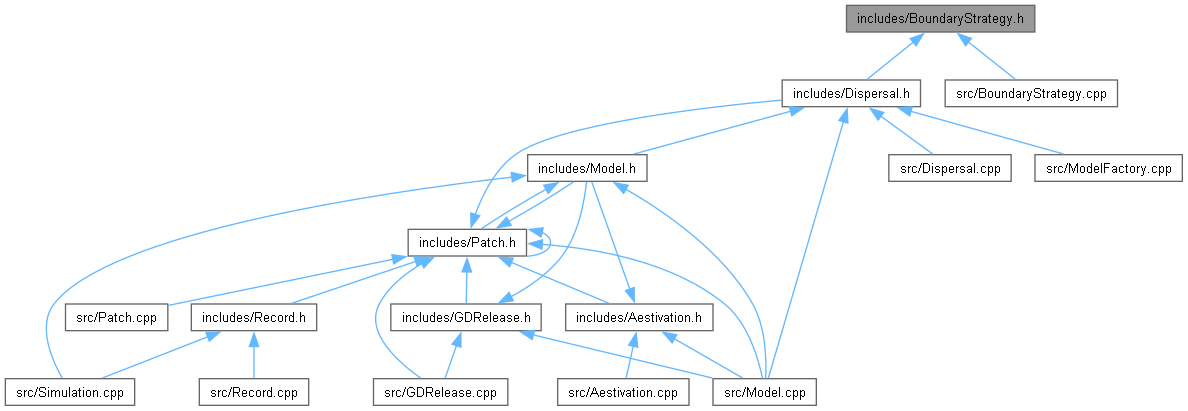 includes/BoundaryStrategy.h
includes/Dispersal.h
src/BoundaryStrategy.cpp
includes/Model.h
src/Dispersal.cpp
src/ModelFactory.cpp
includes/Patch.h
src/Patch.cpp
includes/Record.h
includes/GDRelease.h
includes/Aestivation.h
src/Simulation.cpp
src/Record.cpp
src/GDRelease.cpp
src/Aestivation.cpp
src/Model.cpp